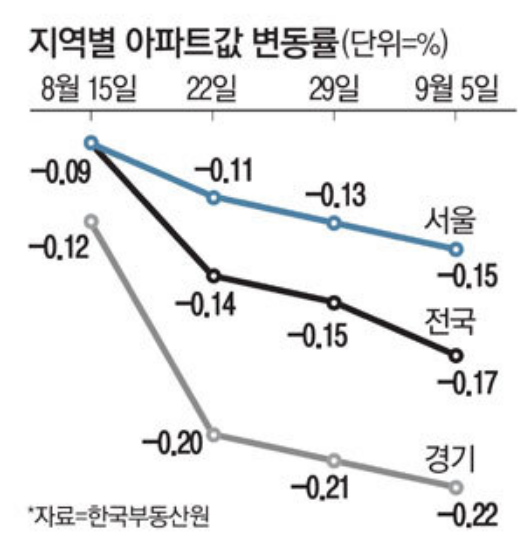 지역별 아파트값 변동률(단위=%)
8월 15일 22일 29일 9월 5일
-0.09 -0.11 -0.13 서울 -0.15
-0.14 -0.15 전국 -0.17
-0.12 -0.20 -0.21 경기 -0.22
*자료=한국부동산원